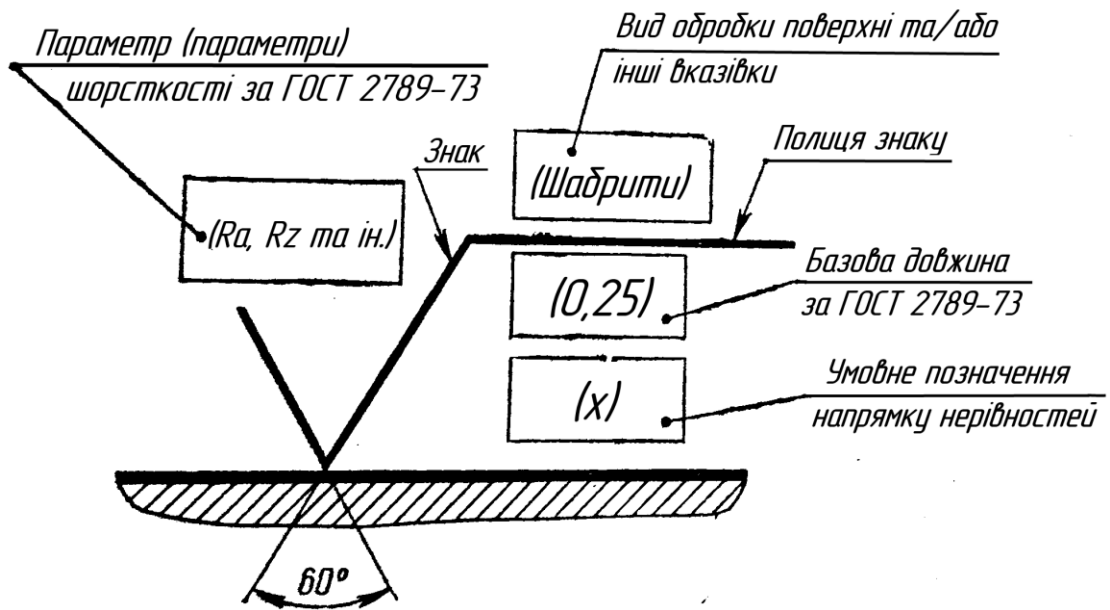 Параметр (параметри)
шорсткості за ГОСТ 2789-73
Вид обробки поверхні та/або
інші вказівки
Знак
Полиця знаку
(Шабрити)
(Ra, Rz та ін.)
(0,25)
Базова довжина
за ГОСТ 2789-73
(x)
Умовне позначення
напрямку нерівностей
60°